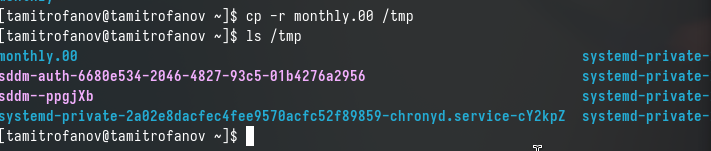 [tamitrofanov@tamitrofanov ~]$ cp -r monthly.00 /tmp
[tamitrofanov@tamitrofanov ~]$ ls /tmp
monthly.00 systemd-private-
sddm-auth-6680e534-2046-4827-93c5-01b4276a2956 systemd-private-
sddm--ppgjXb systemd-private-
systemd-private-2a02e8dacfec4fee9570acfc52f89859-chronyd.service-cY2kpZ systemd-private-
[tamitrofanov@tamitrofanov ~]$